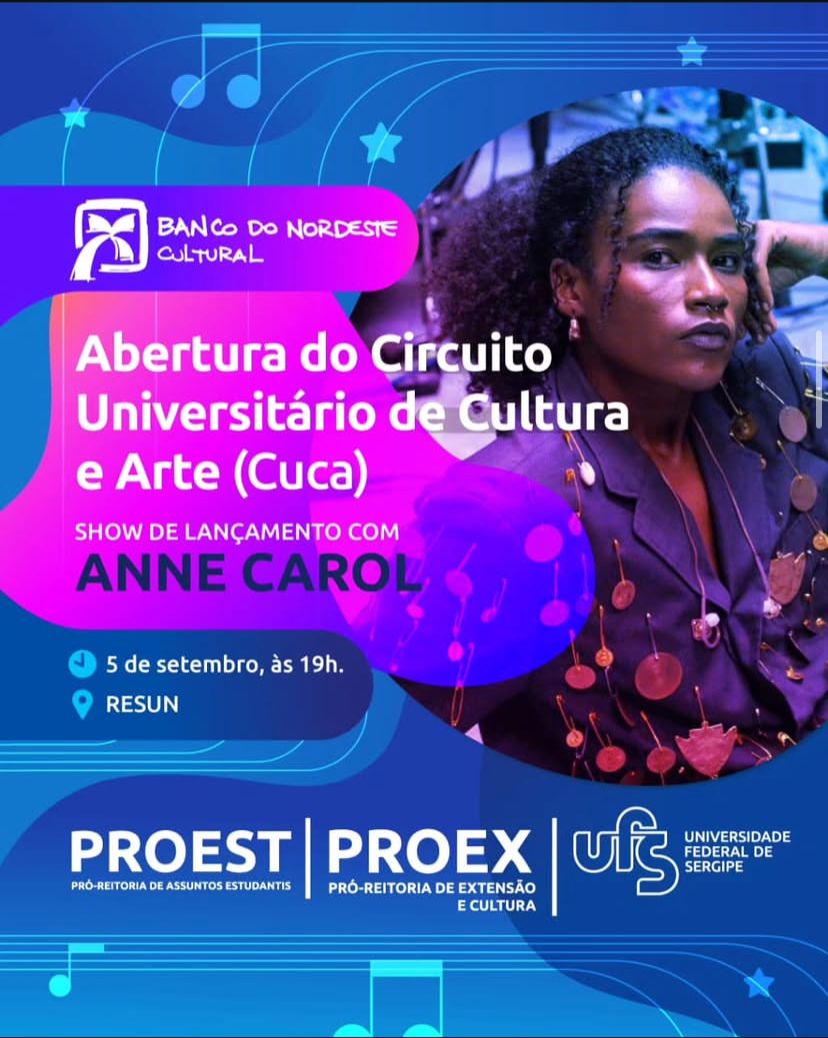 BANCO DO NORDESTE
CULTURAL
Abertura do Circuito
Universitário de Cultura
e Arte (Cuca)
SHOW DE LANÇAMENTO COM
ANNE CAROL
5 de setembro, às 19h.
RESUN
PROEST
PRÓ-REITORIA DE ASSUNTOS ESTUDANTIS
PROEX
PRÓ-REITORIA DE EXTENSÃO
E CULTURA
ufs
UNIVERSIDADE
FEDERAL DE
SERGIPE